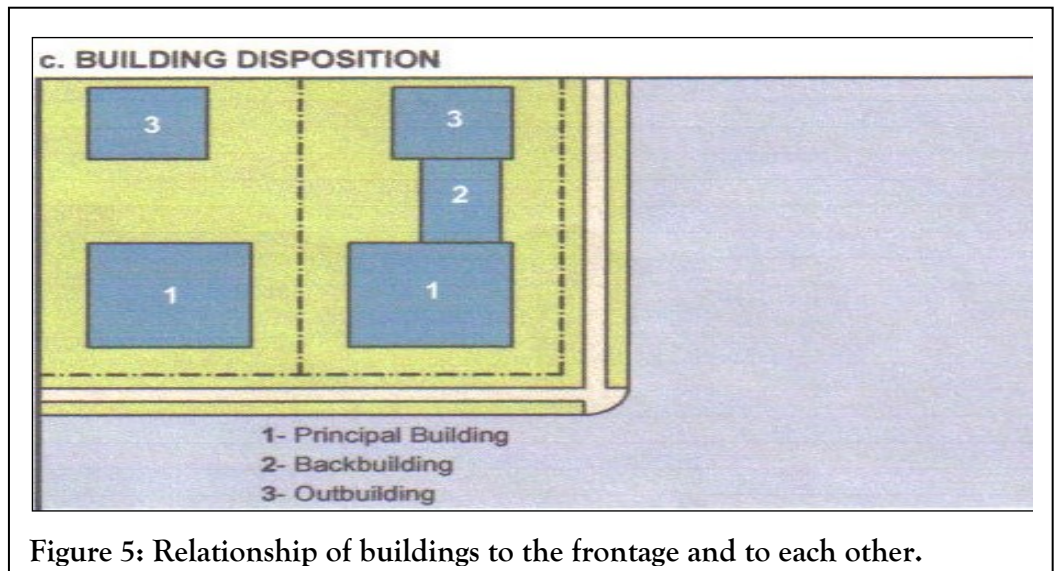 c. BUILDING DISPOSITION
3
3
2
1
1
1- Principal Building
2- Backbuilding
3- Outbuilding
Figure 5: Relationship of buildings to the frontage and to each other.